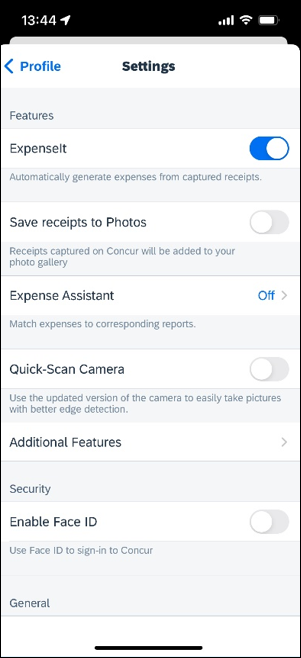 13:44
Profile
Settings
Features
ExpenseIt
Automatically generate expenses from captured receipts.
Save receipts to Photos
Receipts captured on Concur will be added to your
photo gallery
Expense Assistant
Off
Match expenses to corresponding reports.
Quick-Scan Camera
Use the updated version of the camera to easily take pictures
with better edge detection.
Additional Features
Security
Enable Face ID
Use Face ID to sign-in to Concur
General